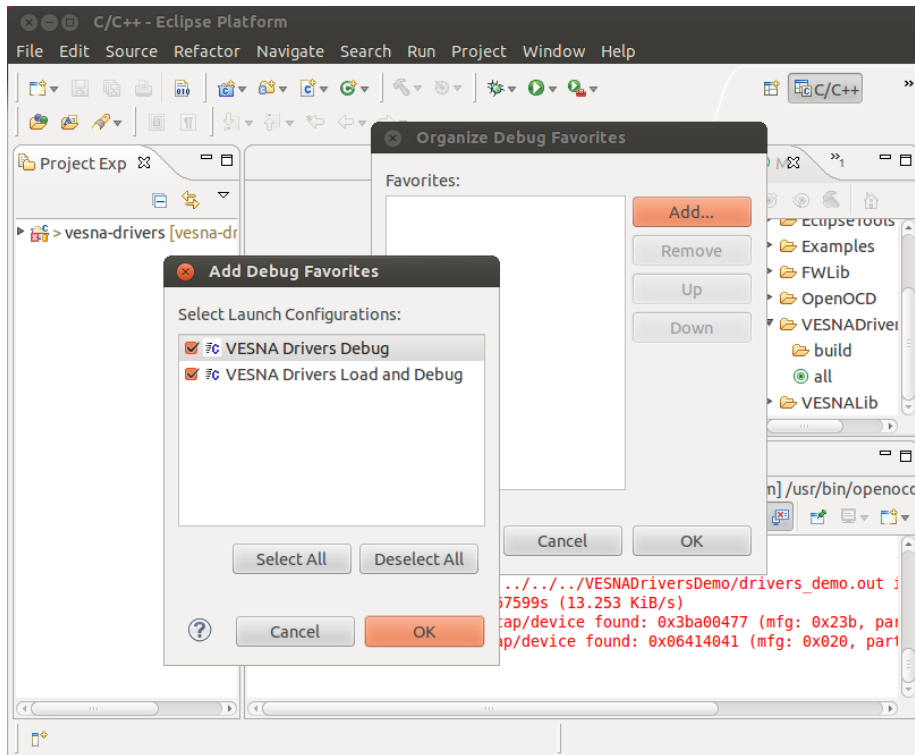 C/C++ - Eclipse Platform
File Edit Source Refactor Navigate Search Run Project Window Help
C/C++
Organize Debug Favorites
Project Exp
Favorites:
Add...
Remove
Up
Down
> vesna-drivers [vesna-dr
EclipseTools
Examples
FWLib
OpenOCD
VESNADriver
build
all
VESNALib
Add Debug Favorites
Select Launch Configurations:
VESNA Drivers Debug
VESNA Drivers Load and Debug
Select All Deselect All
Cancel OK
Cancel OK
m] /usr/bin/openocd
../../../VESNADriversDemo/drivers_demo.out i
57599s (13.253 KiB/s)
tap/device found: 0x3ba00477 (mfg: 0x23b, par
ap/device found: 0x06414041 (mfg: 0x020, part